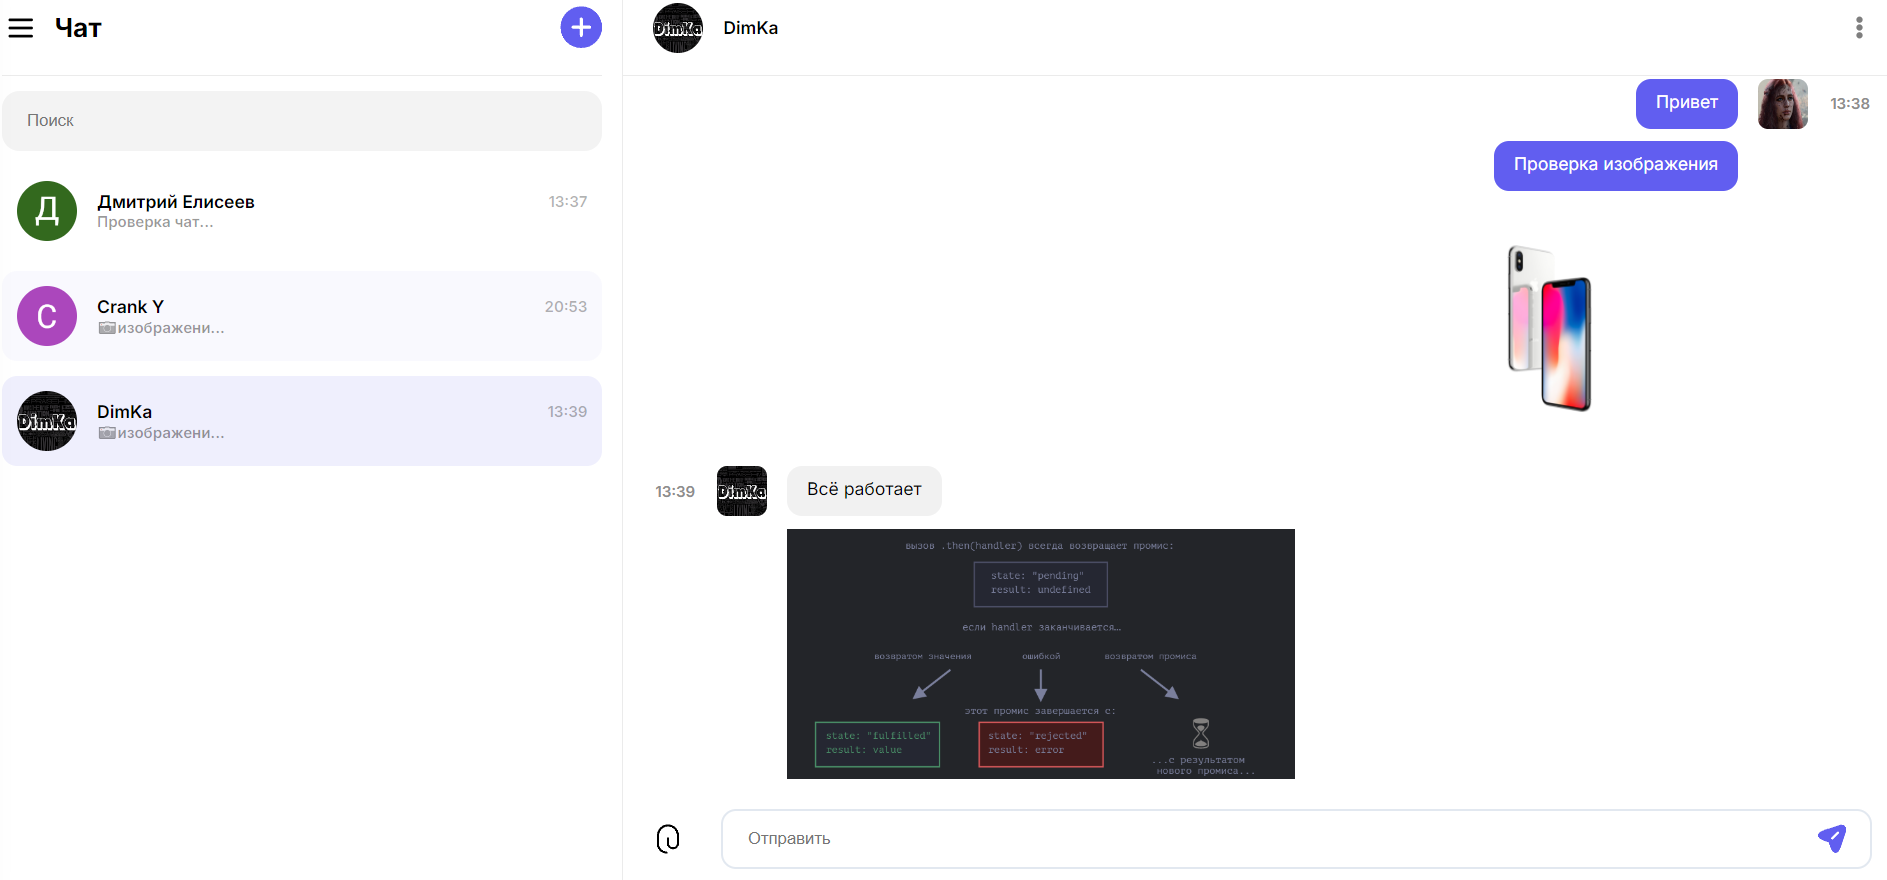 Чат
Поиск
Д
Дмитрий Елисеев
13:37
Проверка чат...
C
Crank Y
20:53
изображени...
DimKa
DimKa
13:39
изображени...
DimKa
DimKa
Привет
13:38
Проверка изображения
13:39
DimKa
Всё работает
вызов .then(handler) всегда возвращает промис:
state: "pending"
result: undefined
если handler заканчивается…
возвратом значения
ошибкой
возвратом промиса
этот промис завершается с:
state: "fulfilled"
result: value
state: "rejected"
result: error
...с результатом
нового промиса...
Отправить